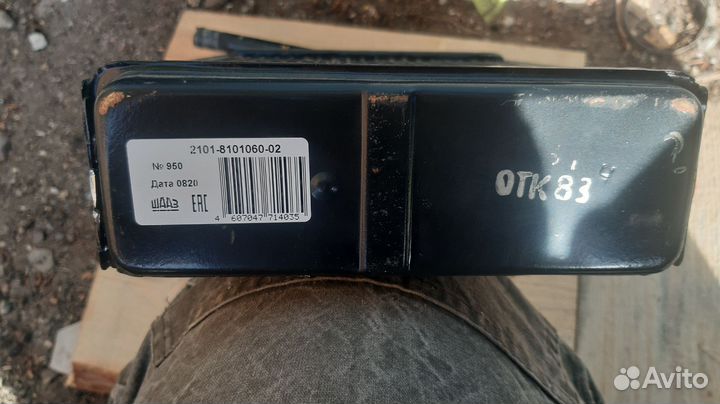 2101-8101060-02
№ 950
Дата 0820
ШААЗ EAC
4 607047 714035
ОТК 83
Avito